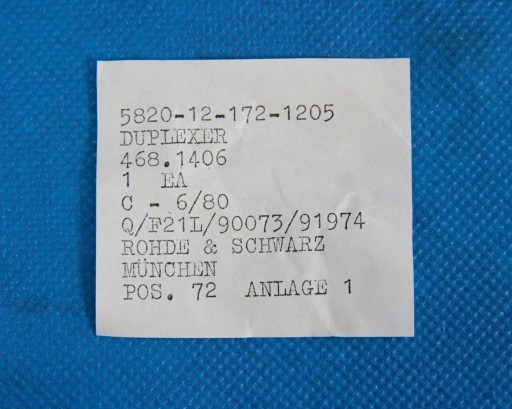 5820-12-172-1205
DUPLEXER
468.1406
1 EA
C - 6/80
Q/F21L/90073/91974
ROHDE & SCHWARZ
MÜNCHEN
POS. 72 ANLAGE 1